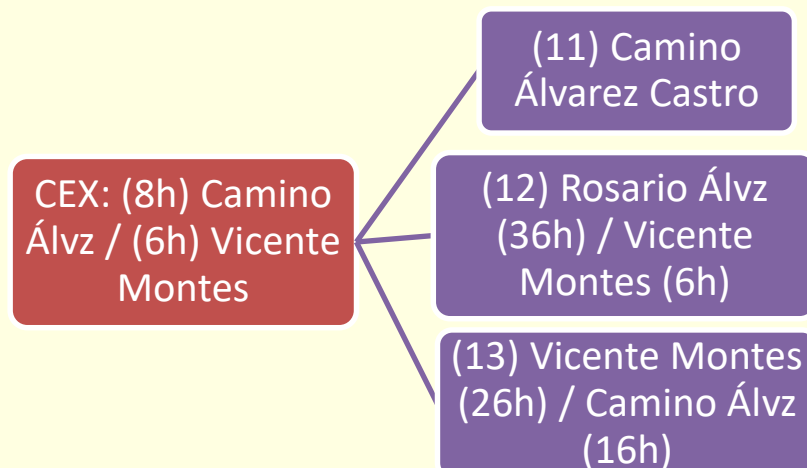 CEX: (8h) Camino
Álvz / (6h) Vicente
Montes
(11) Camino
Álvarez Castro
(12) Rosario Álvz
(36h) / Vicente
Montes (6h)
(13) Vicente Montes
(26h) / Camino Álvz
(16h)